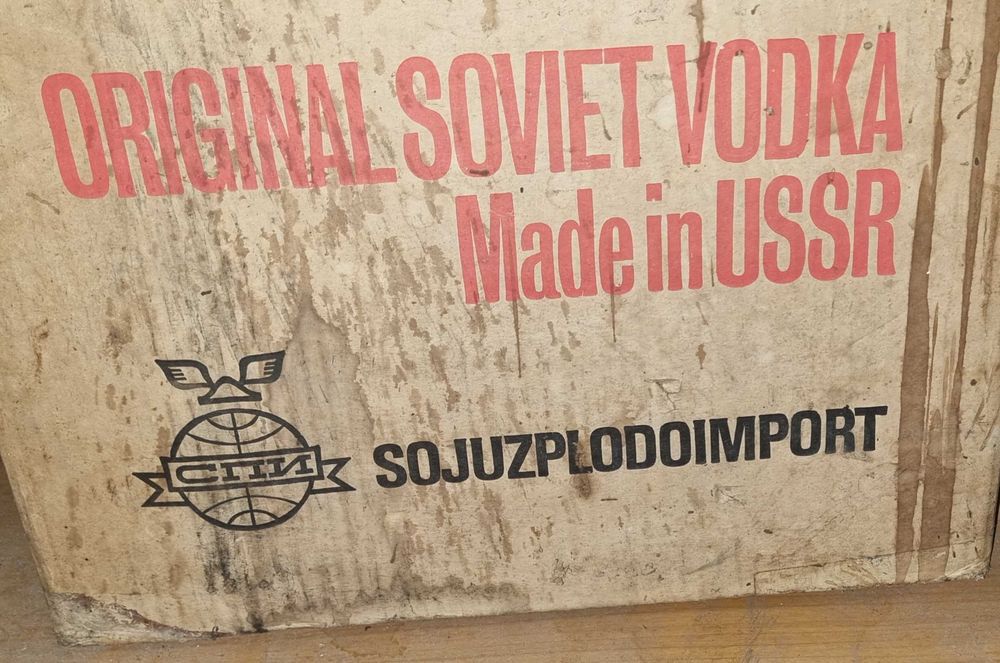 ORIGINAL SOVIET VODKA
Made in USSR
СПИ
SOJUZPLODOIMPORT